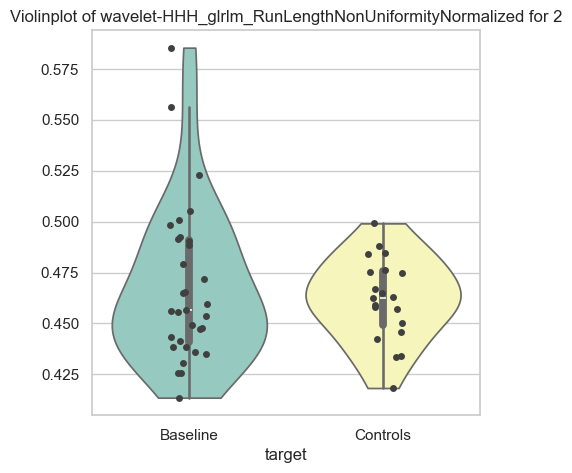 Violinplot of wavelet-HHH_glrlm_RunLengthNonUniformityNormalized for 2
0.575
0.550
0.525
0.500
0.475
0.450
0.425
Baseline Controls
target